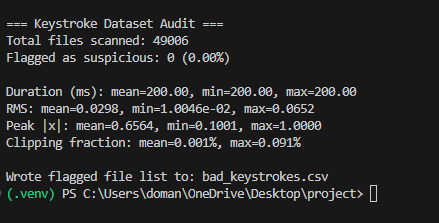 === Keystroke Dataset Audit ===
Total files scanned: 49006
Flagged as suspicious: 0 (0.00%)
Duration (ms): mean=200.00, min=200.00, max=200.00
RMS: mean=0.0298, min=1.0046e-02, max=0.0652
Peak |x|: mean=0.6564, min=0.1001, max=1.0000
Clipping fraction: mean=0.001%, max=0.091%
Wrote flagged file list to: bad_keystrokes.csv
(.venv) PS C:\Users\doman\OneDrive\Desktop\project>